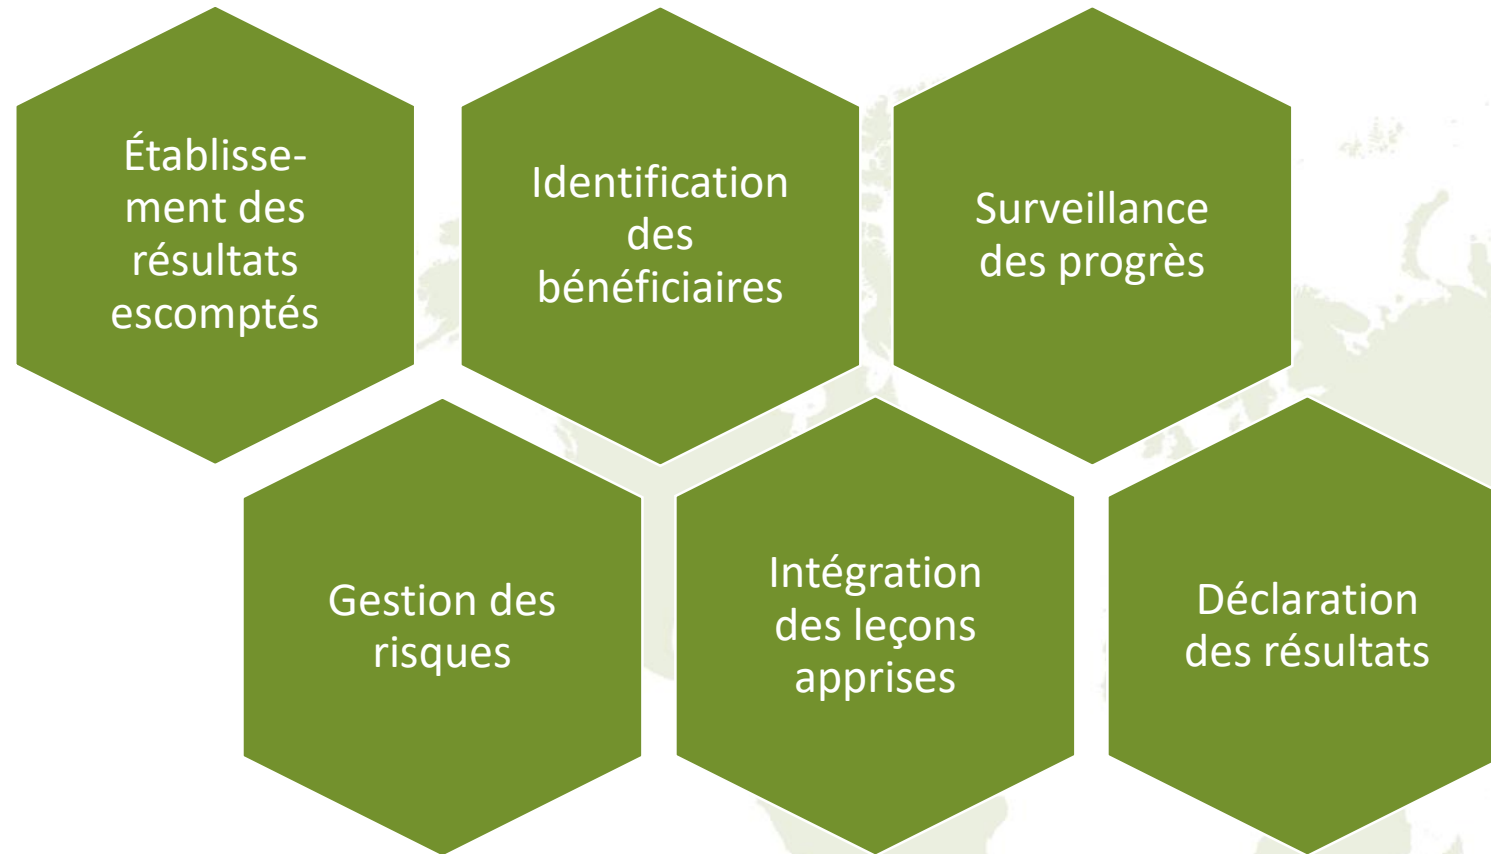 Établisse-
ment des
résultats
escomptés
Identification
des
bénéficiaires
Surveillance
des progrès
Gestion des
risques
Intégration
des leçons
apprises
Déclaration
des résultats